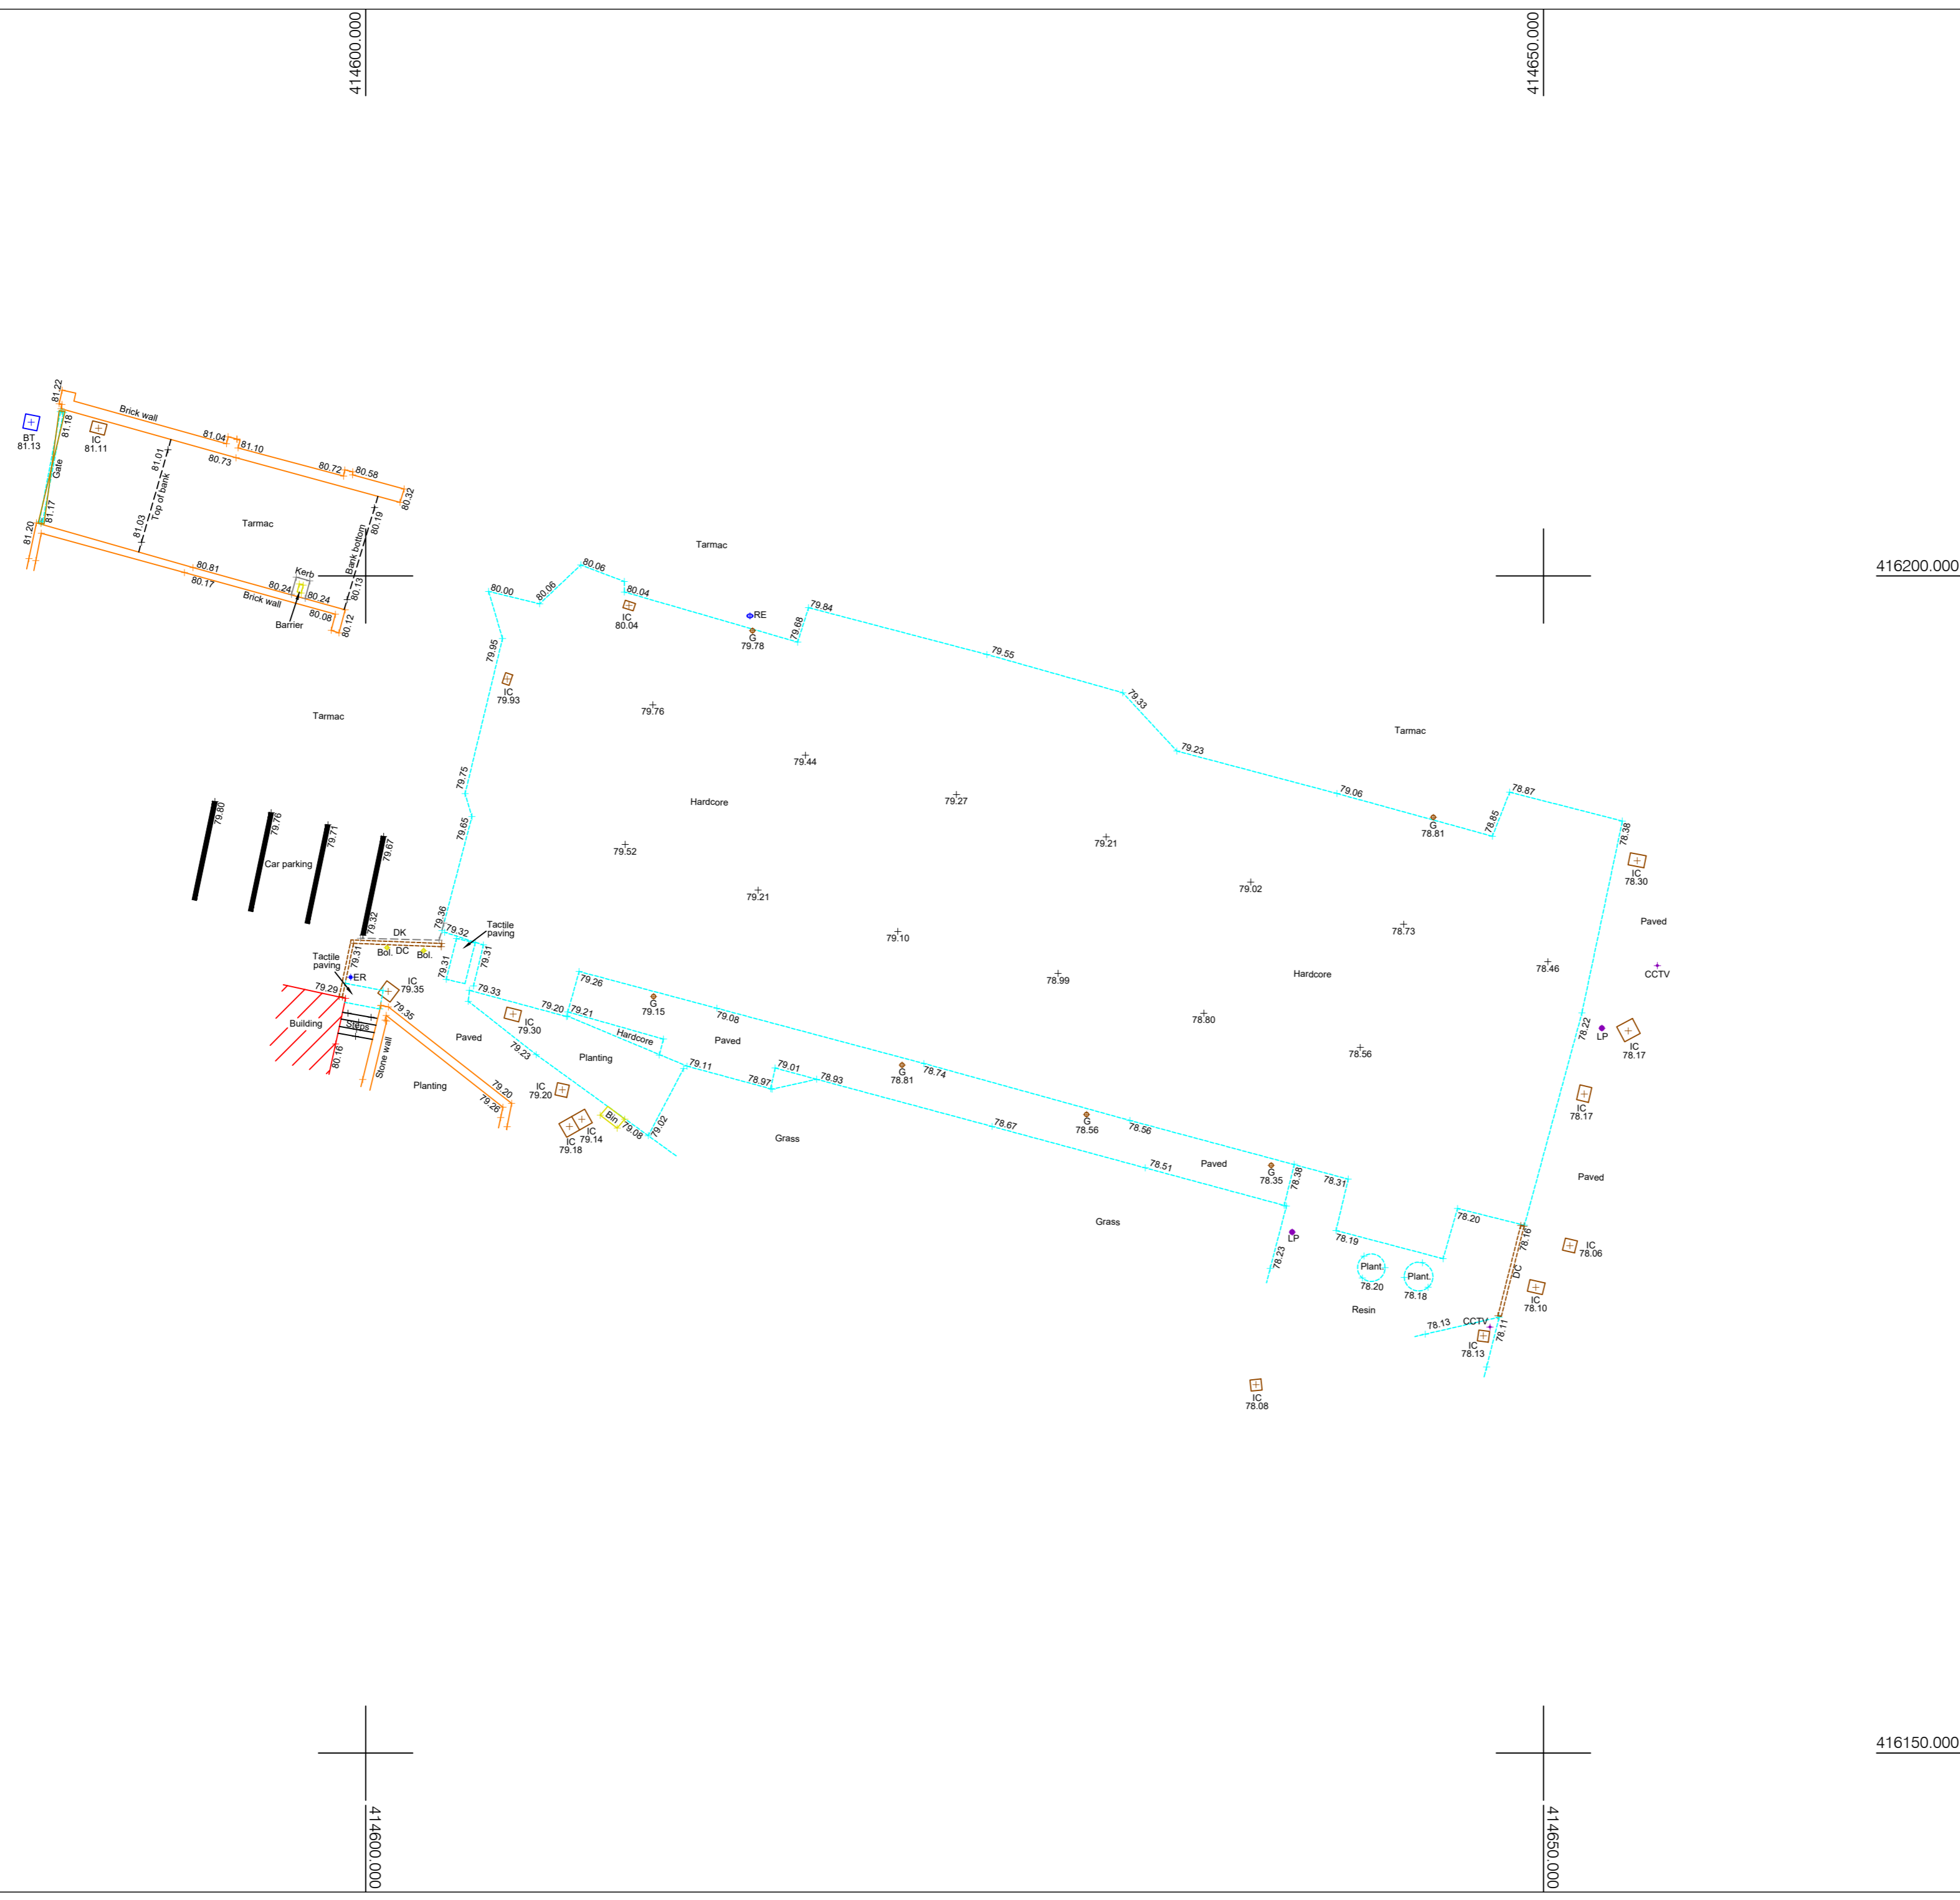 414600.000
414650.000
81.22
Brick wall
81.18
BT
81.13
IC
81.11
81.04
81.10
80.73
80.72
80.58
80.32
Gate
81.01
Top of bank
81.17
81.03
81.20
Tarmac
80.19
Bank bottom
80.13
80.81
80.17
Kerb
80.24
80.24
Brick wall
80.08
80.12
Barrier
Tarmac
416200.000
80.06
80.00
80.06
80.04
IC
80.04
RE
G
79.78
79.84
79.68
79.55
79.95
IC
79.93
79.76
79.33
79.23
Tarmac
Tarmac
79.44
79.75
Hardcore
79.27
79.06
78.87
G
78.81
78.85
78.38
79.80
79.76
79.71
79.67
79.65
Car parking
79.52
79.21
IC
78.30
79.21
79.02
79.36
79.32
DK
79.32
Tactile
paving
79.10
78.73
Paved
79.31
Bol.
DC
Bol.
79.31
79.31
Tactile
paving
ER
78.46
CCTV
79.29
IC
79.35
79.33
79.26
78.99
Hardcore
79.35
G
79.15
79.20
79.21
79.08
78.80
78.22
Building
Steps
IC
79.30
LP
IC
78.17
Paved
Hardcore
Paved
78.56
80.16
Stone wall
79.23
Planting
79.11
79.01
78.97
78.93
G
78.81
78.74
Planting
79.20
79.26
IC
79.20
IC
78.17
IC
79.18
IC
79.14
Bin
79.08
79.02
Grass
78.67
G
78.56
78.56
78.51
Paved
G
78.35
78.38
78.31
Paved
Grass
78.20
78.19
78.16
78.23
LP
IC
78.06
Plant.
78.20
Plant.
78.18
DC
IC
78.10
Resin
78.13
CCTV
78.11
IC
78.13
IC
78.08
416150.000
414600.000
414650.000